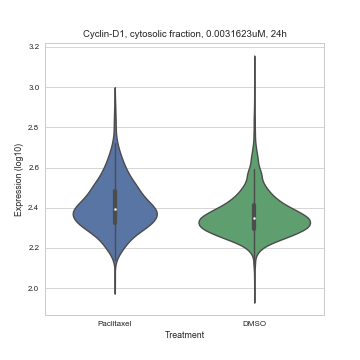 Cyclin-D1, cytosolic fraction, 0.0031623uM, 24h
3.2
3.0
2.8
2.6
2.4
2.2
2.0
Expression (log10)
Paclitaxel DMSO
Treatment